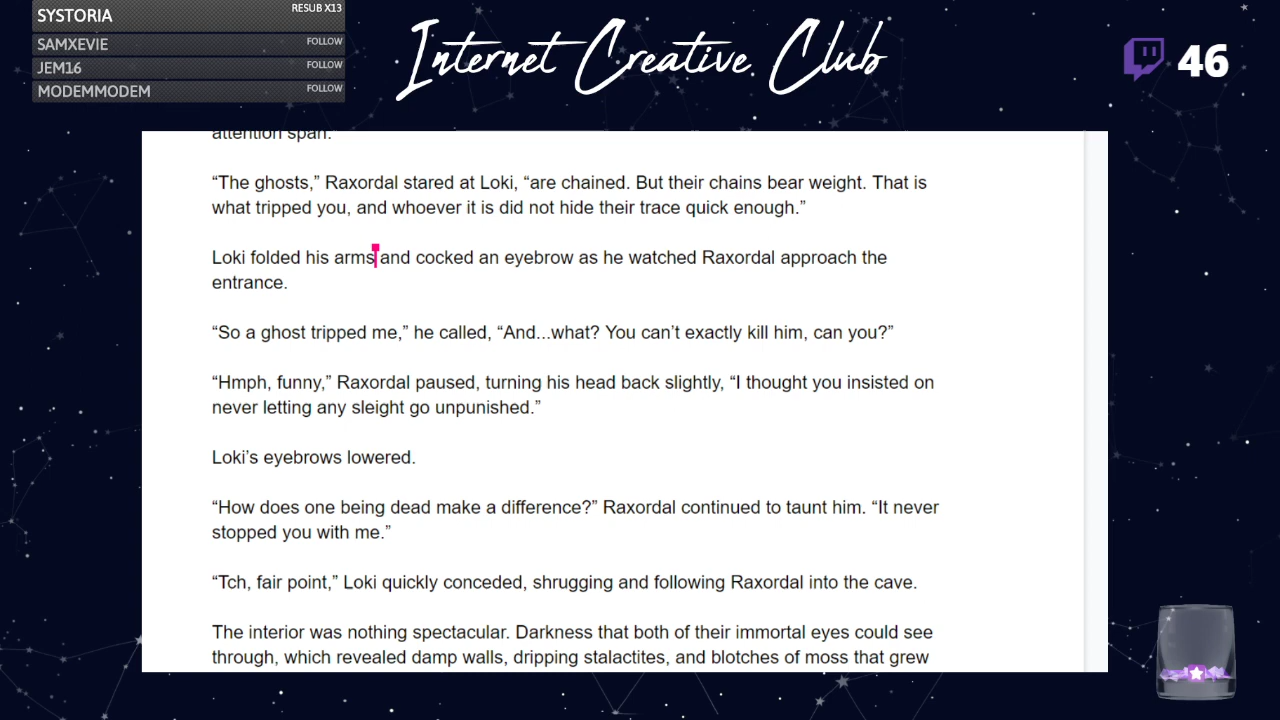 SYSTORIA RESUB X13
SAMXEVIE FOLLOW
JEM16 FOLLOW
MODEMMODEM FOLLOW
Internet Creative Club
46
attention span.
“The ghosts,” Raxordal stared at Loki, “are chained. But their chains bear weight. That is
what tripped you, and whoever it is did not hide their trace quick enough.”
Loki folded his arms and cocked an eyebrow as he watched Raxordal approach the
entrance.
“So a ghost tripped me,” he called, “And...what? You can’t exactly kill him, can you?”
“Hmph, funny,” Raxordal paused, turning his head back slightly, “I thought you insisted on
never letting any sleight go unpunished.”
Loki’s eyebrows lowered.
“How does one being dead make a difference?” Raxordal continued to taunt him. “It never
stopped you with me.”
“Tch, fair point,” Loki quickly conceded, shrugging and following Raxordal into the cave.
The interior was nothing spectacular. Darkness that both of their immortal eyes could see
through, which revealed damp walls, dripping stalactites, and blotches of moss that grew